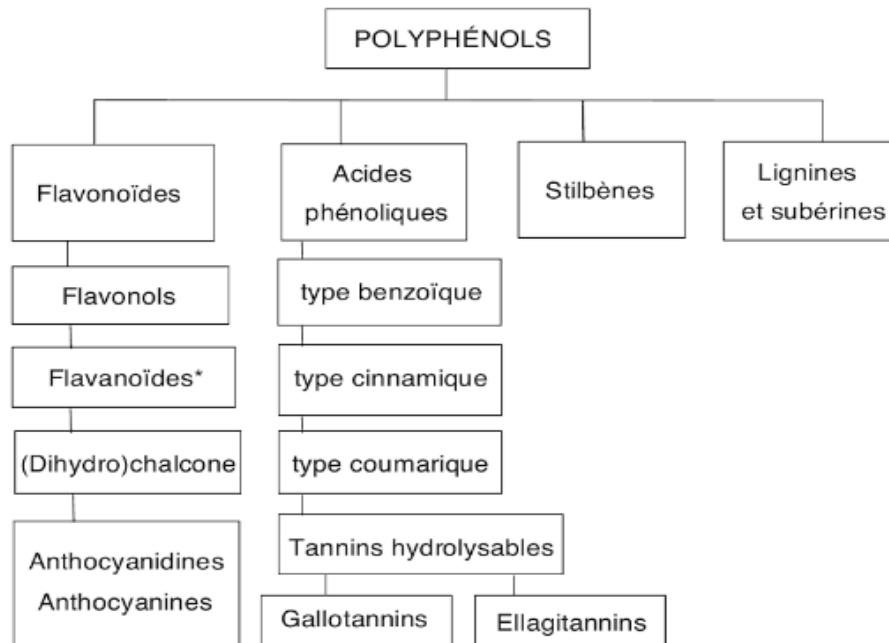 POLYPHÉNOLS
Flavonoïdes
Acides
phénoliques
Stilbènes
Lignines
et subérines
Flavonols
type benzoïque
Flavanoïdes*
type cinnamique
(Dihydro)chalcone
type coumarique
Anthocyanidines
Anthocyanines
Tannins hydrolysables
Gallotannins
Ellagitannins